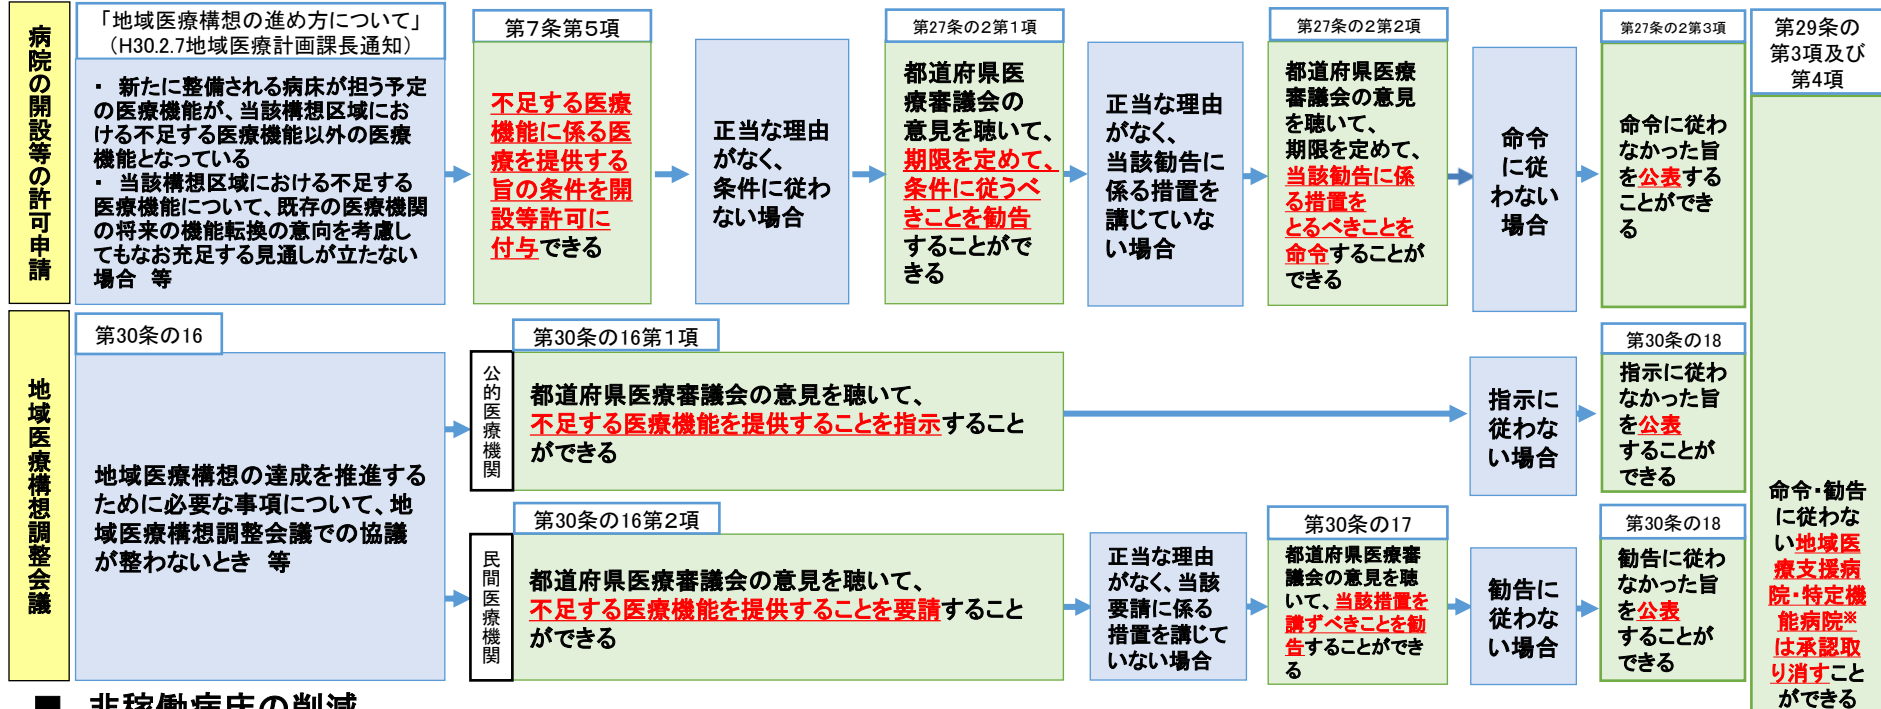 病院の開設等の許可申請
「地域医療構想の進め方について」
（H30.2.7地域医療計画課長通知）
・ 新たに整備される病床が担う予定
の医療機能が、当該構想区域にお
ける不足する医療機能以外の医療
機能となっている
・ 当該構想区域における不足する
医療機能について、既存の医療機関
の将来の機能転換の意向を考慮し
てもなお充足する見通しが立たない
場合 等
第７条第５項
不足する医療
機能に係る医
療を提供する
旨の条件を開
設等許可に
付与できる
正当な理由
がなく、
条件に従わ
ない場合
第27条の2第1項
都道府県医
療審議会の
意見を聴いて、
期限を定めて、
条件に従うべ
きことを勧告
することがで
きる
正当な理由
がなく、
当該勧告に
係る措置を
講じていな
い場合
第27条の2第2項
都道府県医療
審議会の意見
を聴いて、
期限を定めて、
当該勧告に係
る措置を
とるべきことを
命令することが
できる
命令
に従
わない
場合
第27条の2第3項
命令に従わ
なかった旨
を公表する
ことができ
る
第29条の
第3項及び
第4項
命令・勧告
に従わな
い地域医
療支援病
院・特定機
能病院※
は承認取
り消すこと
ができる
地域医療構想調整会議
第30条の16
地域医療構想の達成を推進する
ために必要な事項について、地
域医療構想調整会議での協議
が整わないとき 等
公的医療機関
第30条の16第１項
都道府県医療審議会の意見を聴いて、
不足する医療機能を提供することを指示すること
ができる
指示に
従わな
い場合
第30条の18
指示に従わ
なかった旨
を公表
することが
できる
民間医療機関
第30条の16第２項
都道府県医療審議会の意見を聴いて、
不足する医療機能を提供することを要請すること
ができる
正当な理由
がなく、当該
要請に係る
措置を講じて
いない場合
第30条の17
都道府県医療審
議会の意見を聴
いて、当該措置を
講ずべきことを勧
告することができ
る
勧告に
従わな
い場合
第30条の18
勧告に従わ
なかった旨
を公表
することが
できる
■ 非稼働病床の削減